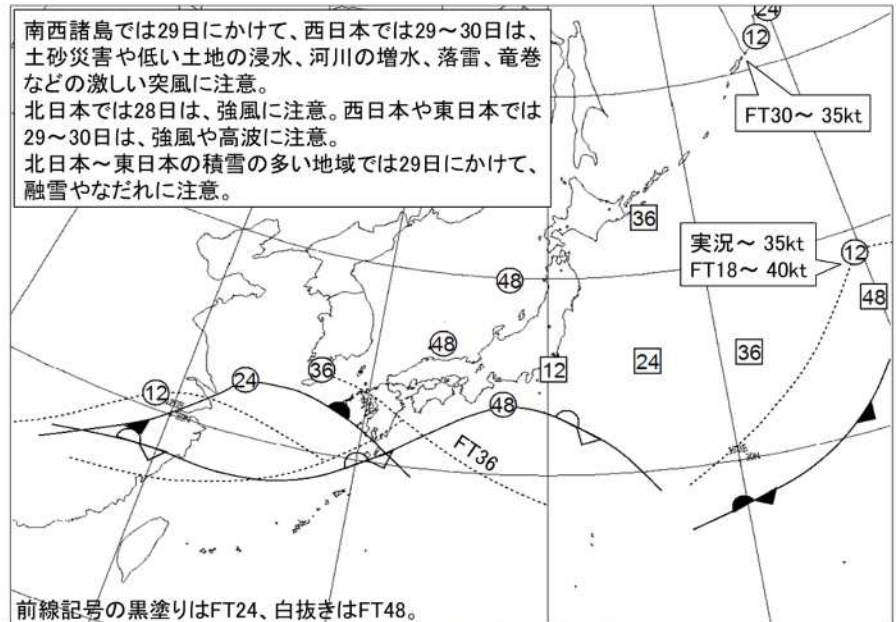 南西諸島では29日にかけて、西日本では29～30日は、
土砂災害や低い土地の浸水、河川の増水、落雷、竜巻
などの激しい突風に注意。
北日本では28日は、強風に注意。西日本や東日本では
29～30日は、強風や高波に注意。
北日本～東日本の積雪の多い地域では29日にかけて、
融雪やなだれに注意。
24
12
FT30～ 35kt
36
実況～ 35kt
FT18～ 40kt
12
48
48
48
36
12
24
36
24
12
48
FT36
前線記号の黒塗りはFT24、白抜きはFT48。